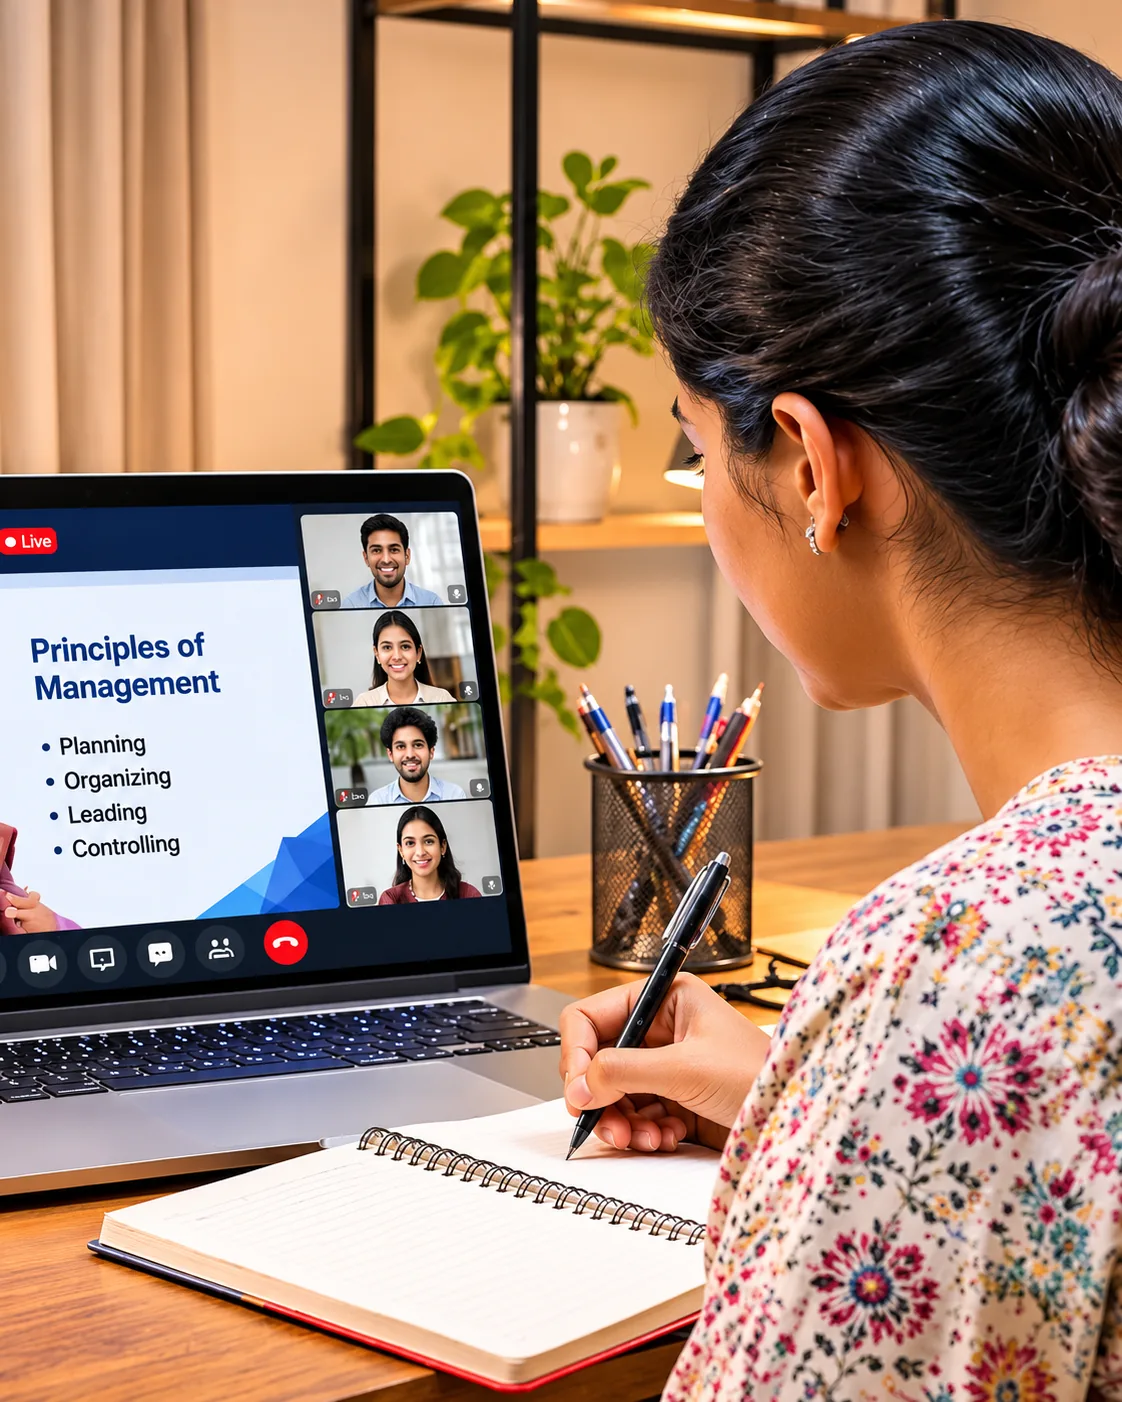 Live
Principles of
Management
• Planning
• Organizing
• Leading
• Controlling